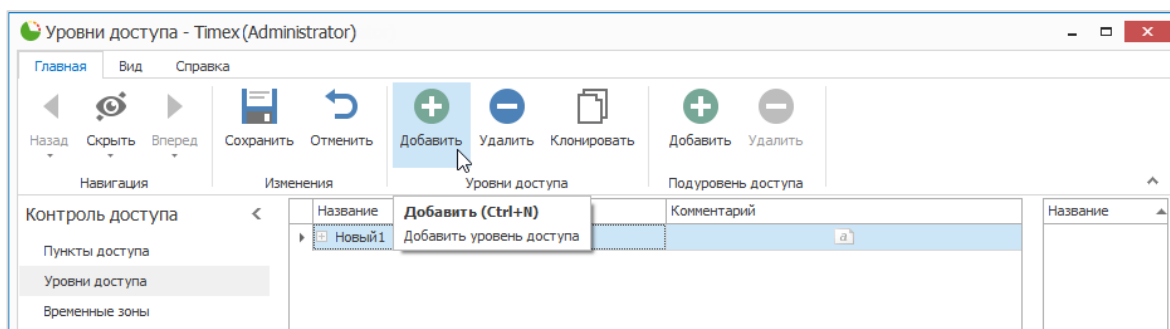 Уровни доступа - Timex (Administrator)
Главная Вид Справка
Назад Скрыть Вперед Сохранить Отменить Добавить Удалить Клонировать Добавить Удалить
Навигация Изменения Уровни доступа Подуровень доступа
Контроль доступа Название Комментарий Название
Добавить (Ctrl+N)
Добавить уровень доступа
Новый1
Пункты доступа
Уровни доступа
Временные зоны